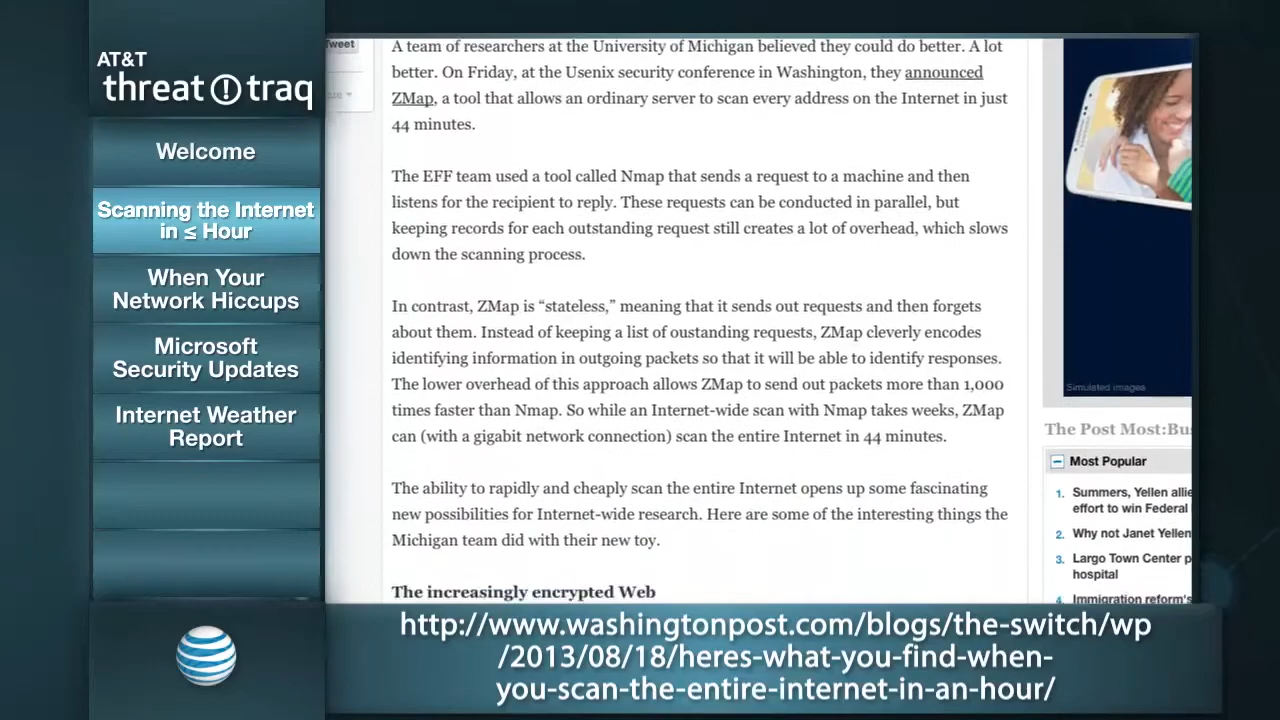 AT&T
threat ! traq
Welcome
Scanning the Internet
in ≤ Hour
When Your
Network Hiccups
Microsoft
Security Updates
Internet Weather
Report
Tweet
A team of researchers at the University of Michigan believed they could do better. A lot
better. On Friday, at the Usenix security conference in Washington, they announced
ZMap, a tool that allows an ordinary server to scan every address on the Internet in just
44 minutes.
The EFF team used a tool called Nmap that sends a request to a machine and then
listens for the recipient to reply. These requests can be conducted in parallel, but
keeping records for each outstanding request still creates a lot of overhead, which slows
down the scanning process.
In contrast, ZMap is “stateless,” meaning that it sends out requests and then forgets
about them. Instead of keeping a list of oustanding requests, ZMap cleverly encodes
identifying information in outgoing packets so that it will be able to identify responses.
The lower overhead of this approach allows ZMap to send out packets more than 1,000
times faster than Nmap. So while an Internet-wide scan with Nmap takes weeks, ZMap
can (with a gigabit network connection) scan the entire Internet in 44 minutes.
The ability to rapidly and cheaply scan the entire Internet opens up some fascinating
new possibilities for Internet-wide research. Here are some of the interesting things the
Michigan team did with their new toy.
The increasingly encrypted Web
Simulated images
The Post Most:Bus
Most Popular
1. Summers, Yellen allie
effort to win Federal
2. Why not Janet Yellen
3. Largo Town Center p
hospital
4. Immigration reform's
http://www.washingtonpost.com/blogs/the-switch/wp
/2013/08/18/heres-what-you-find-when-
you-scan-the-entire-internet-in-an-hour/